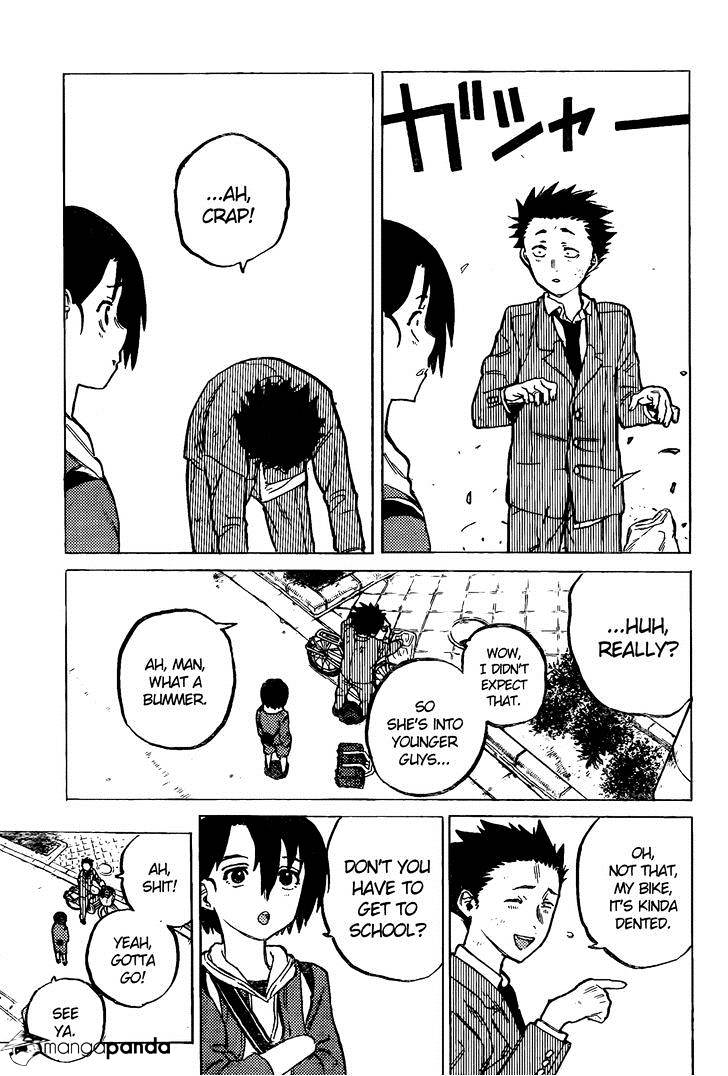 ガシャー
...AH,
CRAP!
...HUH,
REALLY?
WOW,
I DIDN'T
EXPECT
THAT.
SO
SHE'S INTO
YOUNGER
GUYS...
AH, MAN,
WHAT A
BUMMER.
OH,
NOT THAT,
MY BIKE,
IT'S KINDA
DENTED.
DON'T YOU
HAVE TO
GET TO
SCHOOL?
AH,
SHIT!
YEAH,
GOTTA
GO!
SEE
YA.
mangapanda